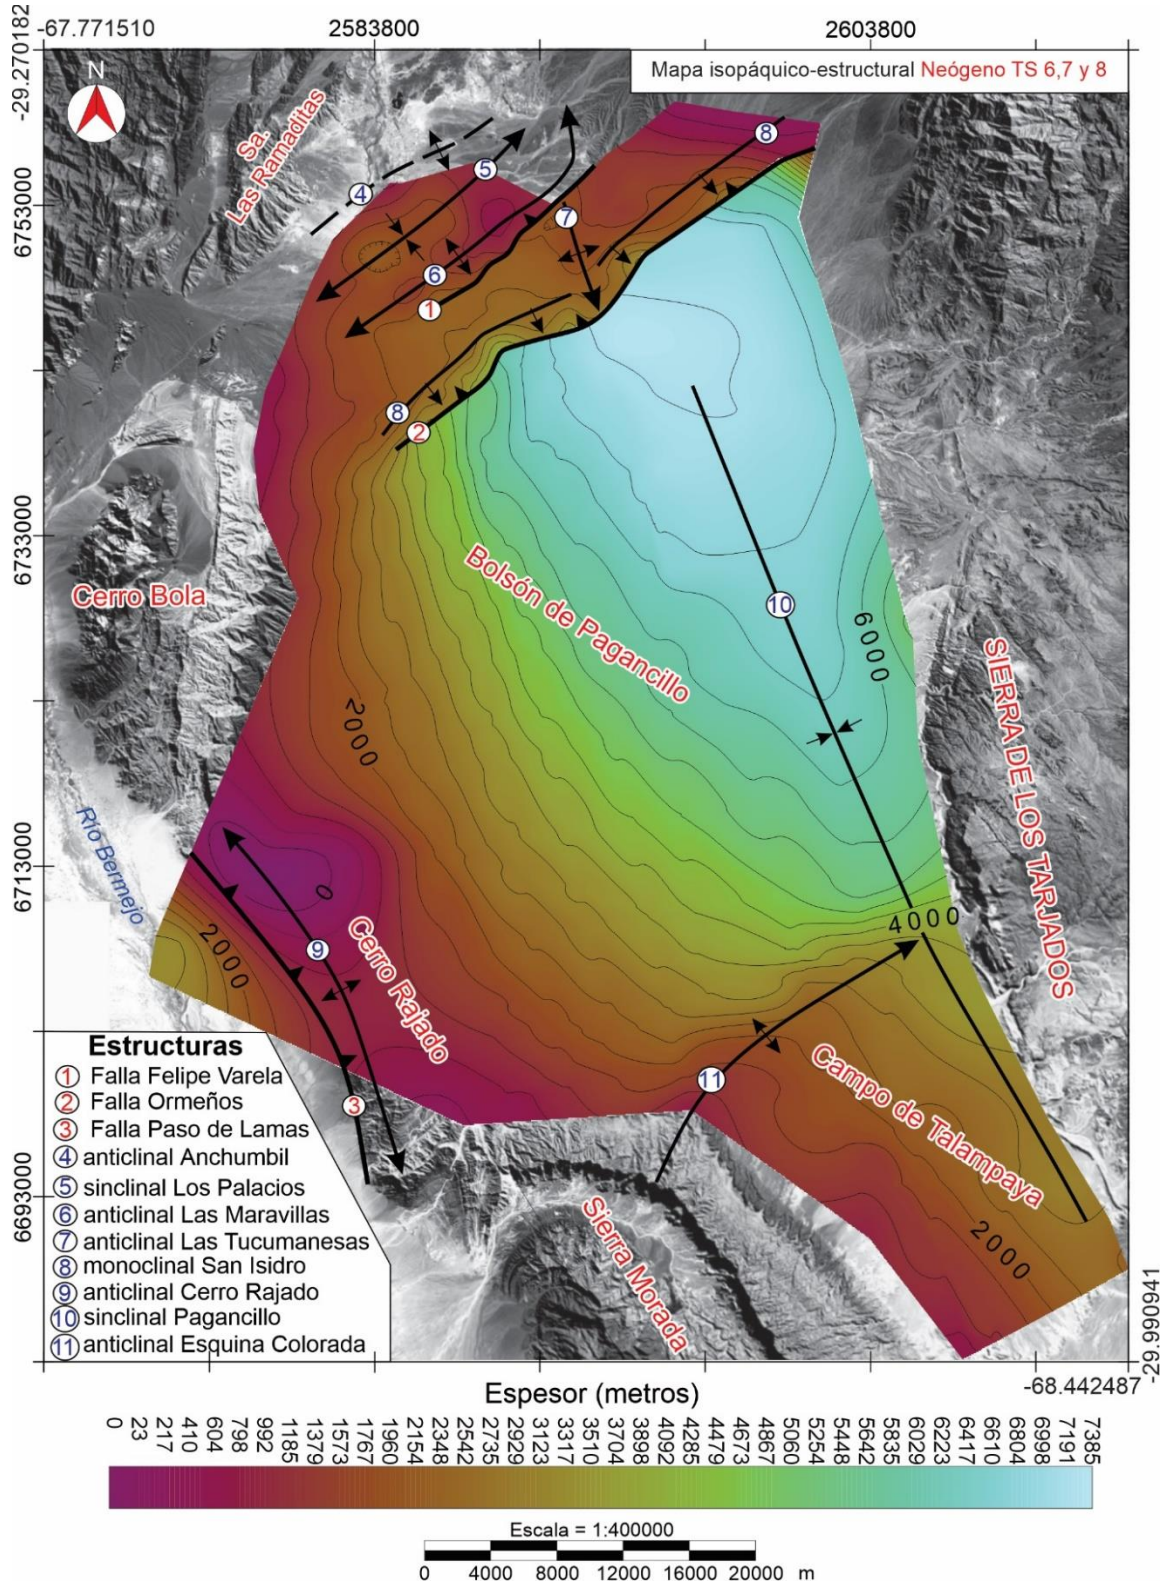 -67.771510
2583800
2603800
-29.270182
Mapa isopáquico-estructural Neógeno TS 6,7 y 8
N
Sa.
Las Ramaditas
8
5
4
7
6
1
6753000
8
2
6733000
Bolsón de Pagancillo
Cerro Bola
10
6000
2000
SIERRA DE LOS TARJADOS
Río Bermejo
6713000
0
4000
2000
9
Cerro Rajado
11
Campo de Talampaya
3
6693000
Sierra Morada
2000
Estructuras
1 Falla Felipe Varela
2 Falla Ormeños
3 Falla Paso de Lamas
4 anticlinal Anchumbil
5 sinclinal Los Palacios
6 anticlinal Las Maravillas
7 anticlinal Las Tucumanesas
8 monoclinal San Isidro
9 anticlinal Cerro Rajado
10 sinclinal Pagancillo
11 anticlinal Esquina Colorada
-29.990941
-68.442487
Espesor (metros)
0 23 217 410 604 798 992 1185 1379 1573 1767 1960 2154 2348 2542 2735 2929 3123 3317 3510 3704 3898 4092 4285 4479 4673 4867 5060 5254 5448 5642 5835 6029 6223 6417 6610 6804 6998 7191 7385
Escala = 1:400000
0 4000 8000 12000 16000 20000 m